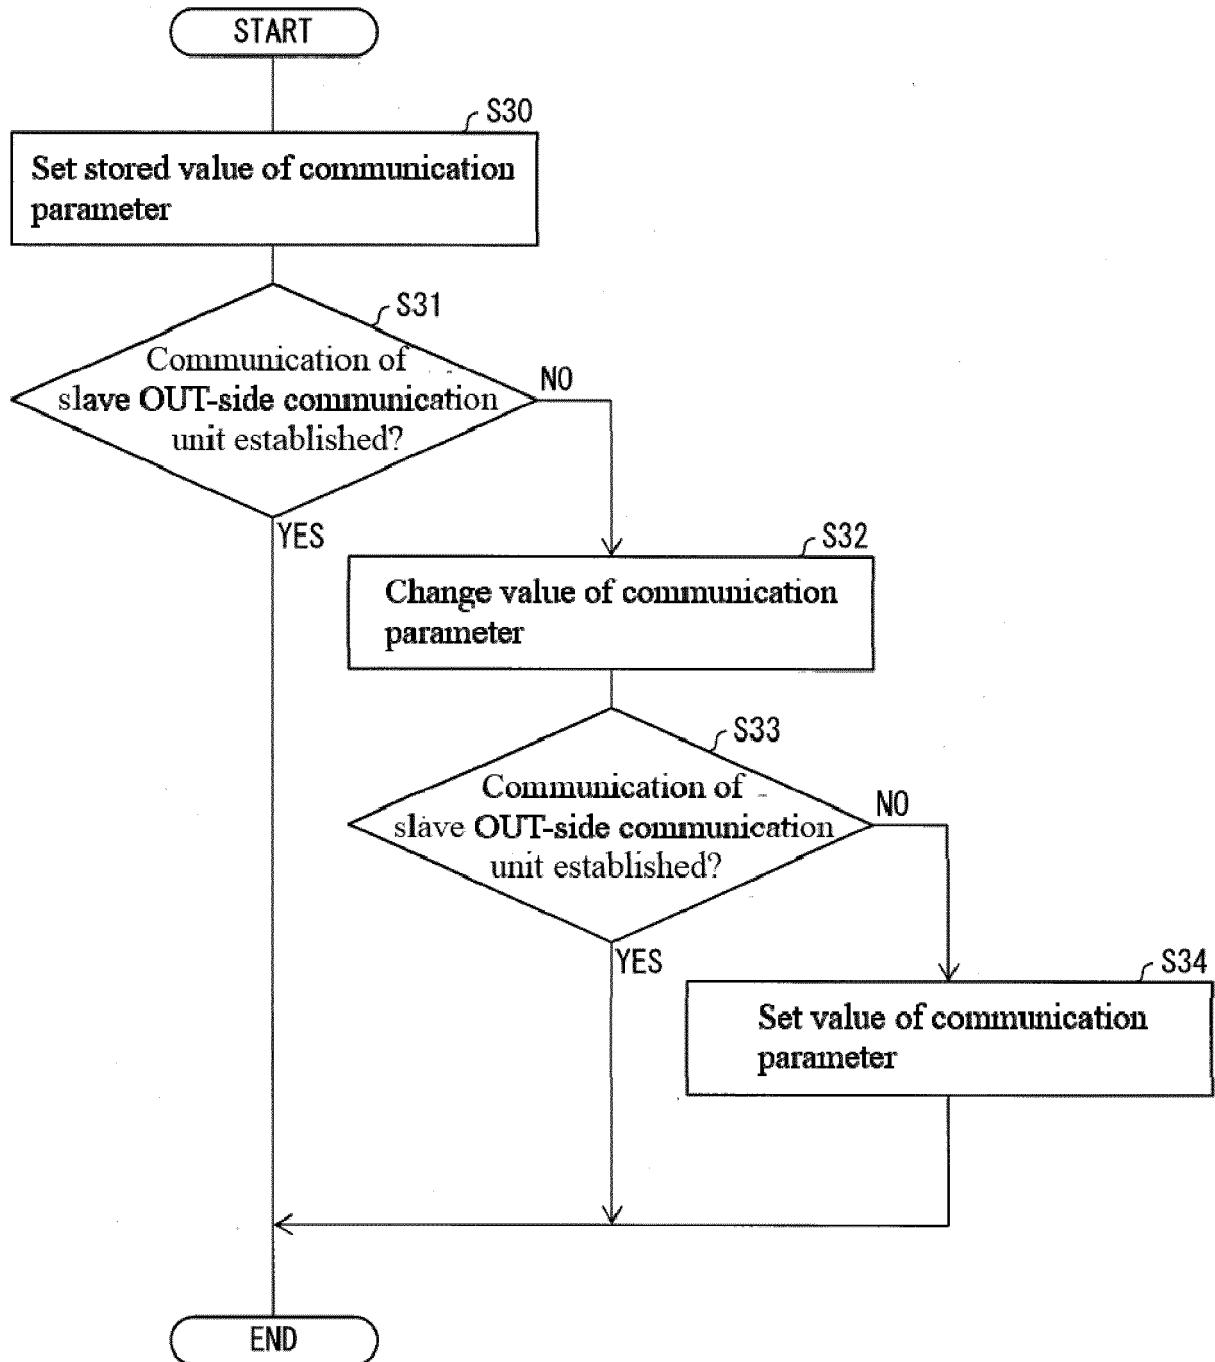 START
S30
Set stored value of communication
parameter
S31
Communication of
slave OUT-side communication
unit established?
NO
YES
S32
Change value of communication
parameter
S33
Communication of
slave OUT-side communication
unit established?
NO
YES
S34
Set value of communication
parameter
END